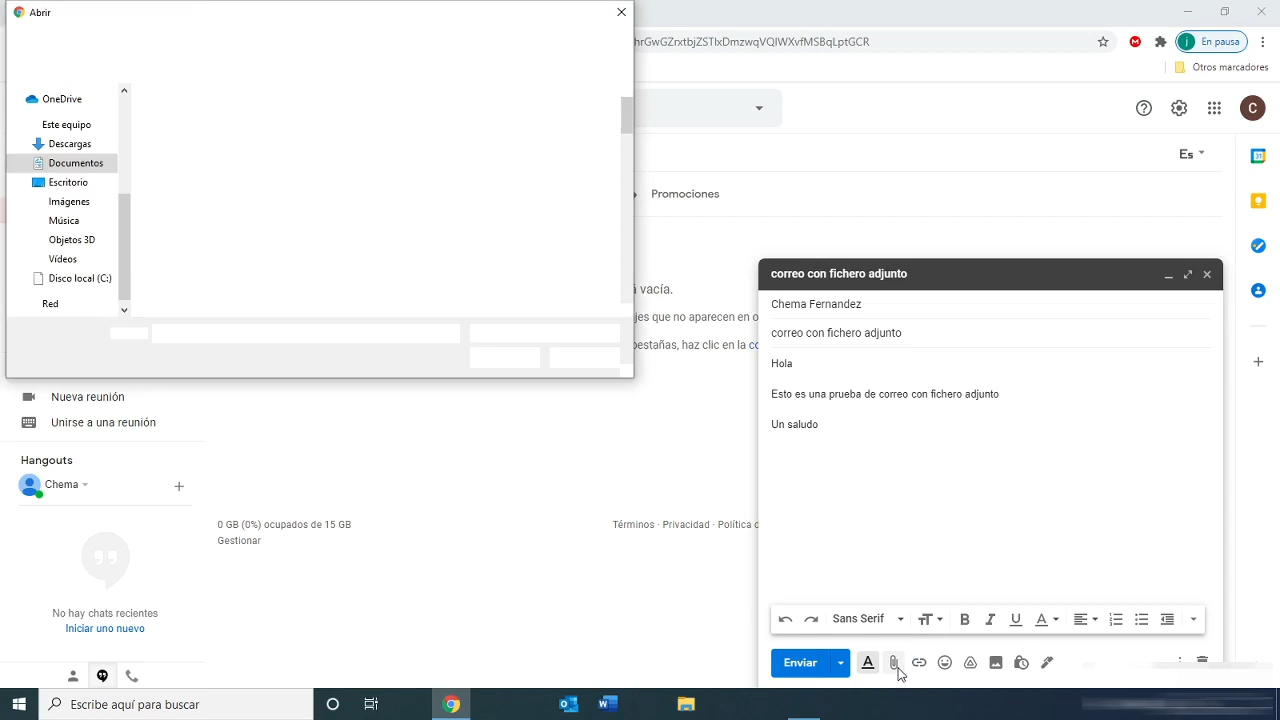 Abrir
OneDrive
Este equipo
Descargas
Documentos
Escritorio
Imágenes
Música
Objetos 3D
Vídeos
Disco local (C:)
Red
hrGwGZrxtbjZSTlxDmzwqVQlWXvfMSBqLptGCR
j
En pausa
Otros marcadores
C
Es
Promociones
á vacía.
jes que no aparecen en o
pestañas, haz clic en la co
correo con fichero adjunto
Chema Fernandez
correo con fichero adjunto
Hola
Esto es una prueba de correo con fichero adjunto
Un saludo
Sans Serif
Enviar
Nueva reunión
Unirse a una reunión
Hangouts
Chema
No hay chats recientes
Iniciar uno nuevo
0 GB (0%) ocupados de 15 GB
Gestionar
Términos · Privacidad · Política d
Escribe aquí para buscar